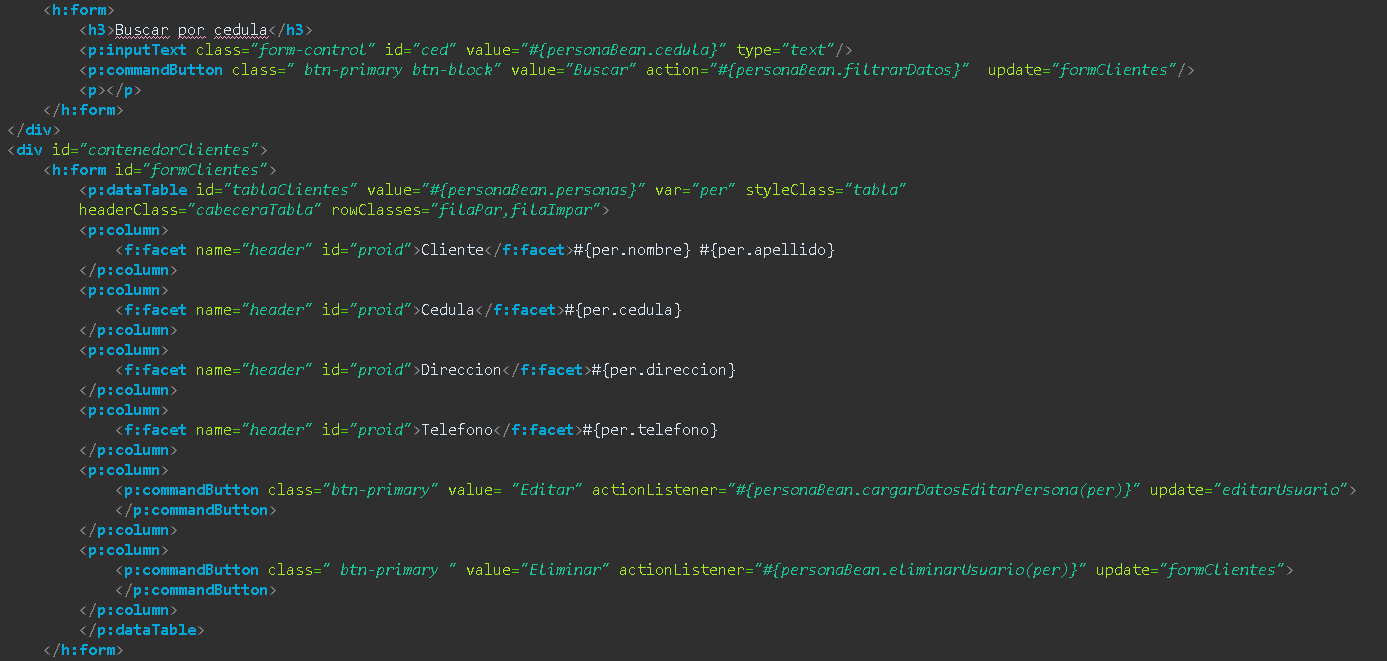 <h:form>
<h3>Buscar por cedula</h3>
<p:inputText class="form-control" id="ced" value="#{personaBean.cedula}" type="text"/>
<p:commandButton class=" btn-primary btn-block" value="Buscar" action="#{personaBean.filtrarDatos}"  update="formClientes"/>
<p></p>
</h:form>
</div>
<div id="contenedorClientes">
<h:form id="formClientes">
<p:dataTable id="tablaClientes" value="#{personaBean.personas}" var="per" styleClass="tabla"
headerClass="cabeceraTabla" rowClasses="filaPar,filaImpar">
<p:column>
<f:facet name="header" id="proid">Cliente</f:facet>#{per.nombre} #{per.apellido}
</p:column>
<p:column>
<f:facet name="header" id="proid">Cedula</f:facet>#{per.cedula}
</p:column>
<p:column>
<f:facet name="header" id="proid">Direccion</f:facet>#{per.direccion}
</p:column>
<p:column>
<f:facet name="header" id="proid">Telefono</f:facet>#{per.telefono}
</p:column>
<p:column>
<p:commandButton class="btn-primary" value= "Editar" actionListener="#{personaBean.cargarDatosEditarPersona(per)}" update="editarUsuario">
</p:commandButton>
</p:column>
<p:column>
<p:commandButton class=" btn-primary " value="Eliminar" actionListener="#{personaBean.eliminarUsuario(per)}" update="formClientes">
</p:commandButton>
</p:column>
</p:dataTable>
</h:form>